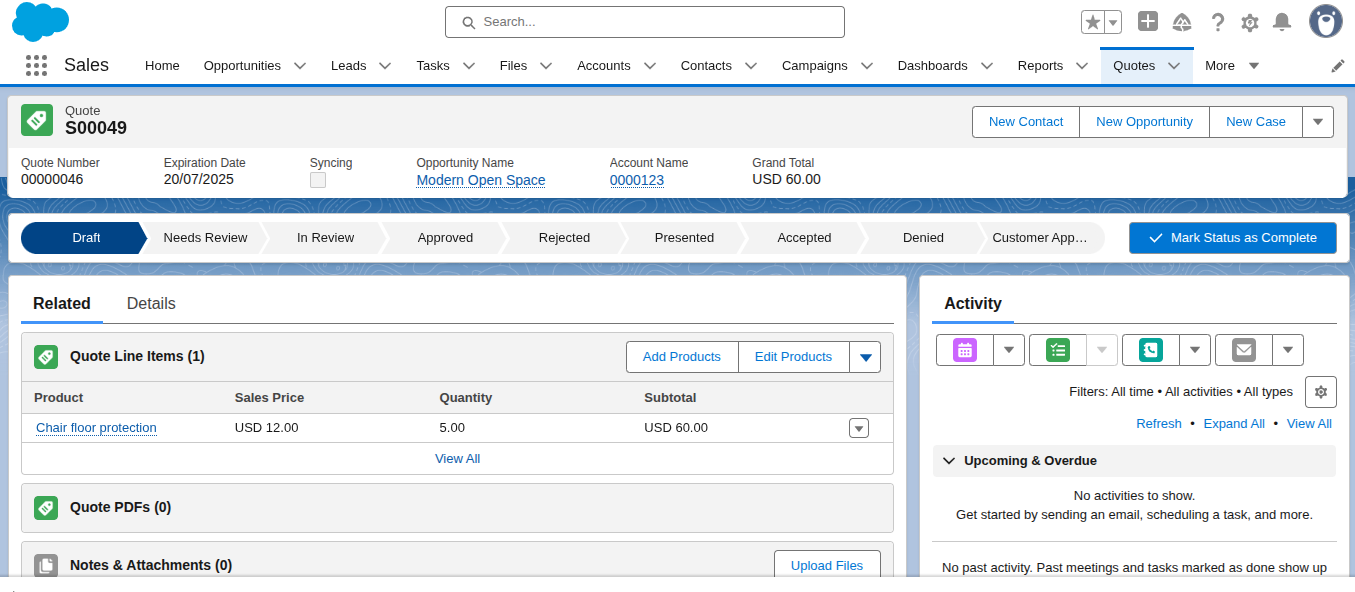 Search...
Sales
Home
Opportunities
Leads
Tasks
Files
Accounts
Contacts
Campaigns
Dashboards
Reports
Quotes
More
Quote
S00049
New Contact
New Opportunity
New Case
Quote Number
Expiration Date
Syncing
Opportunity Name
Account Name
Grand Total
00000046
20/07/2025
Modern Open Space
0000123
USD 60.00
Draft
Needs Review
In Review
Approved
Rejected
Presented
Accepted
Denied
Customer App…
Mark Status as Complete
Related
Details
Quote Line Items (1)
Add Products
Edit Products
Product
Sales Price
Quantity
Subtotal
Chair floor protection
USD 12.00
5.00
USD 60.00
View All
Quote PDFs (0)
Notes & Attachments (0)
Upload Files
Activity
Filters: All time • All activities • All types
Refresh • Expand All • View All
Upcoming & Overdue
No activities to show.
Get started by sending an email, scheduling a task, and more.
No past activity. Past meetings and tasks marked as done show up